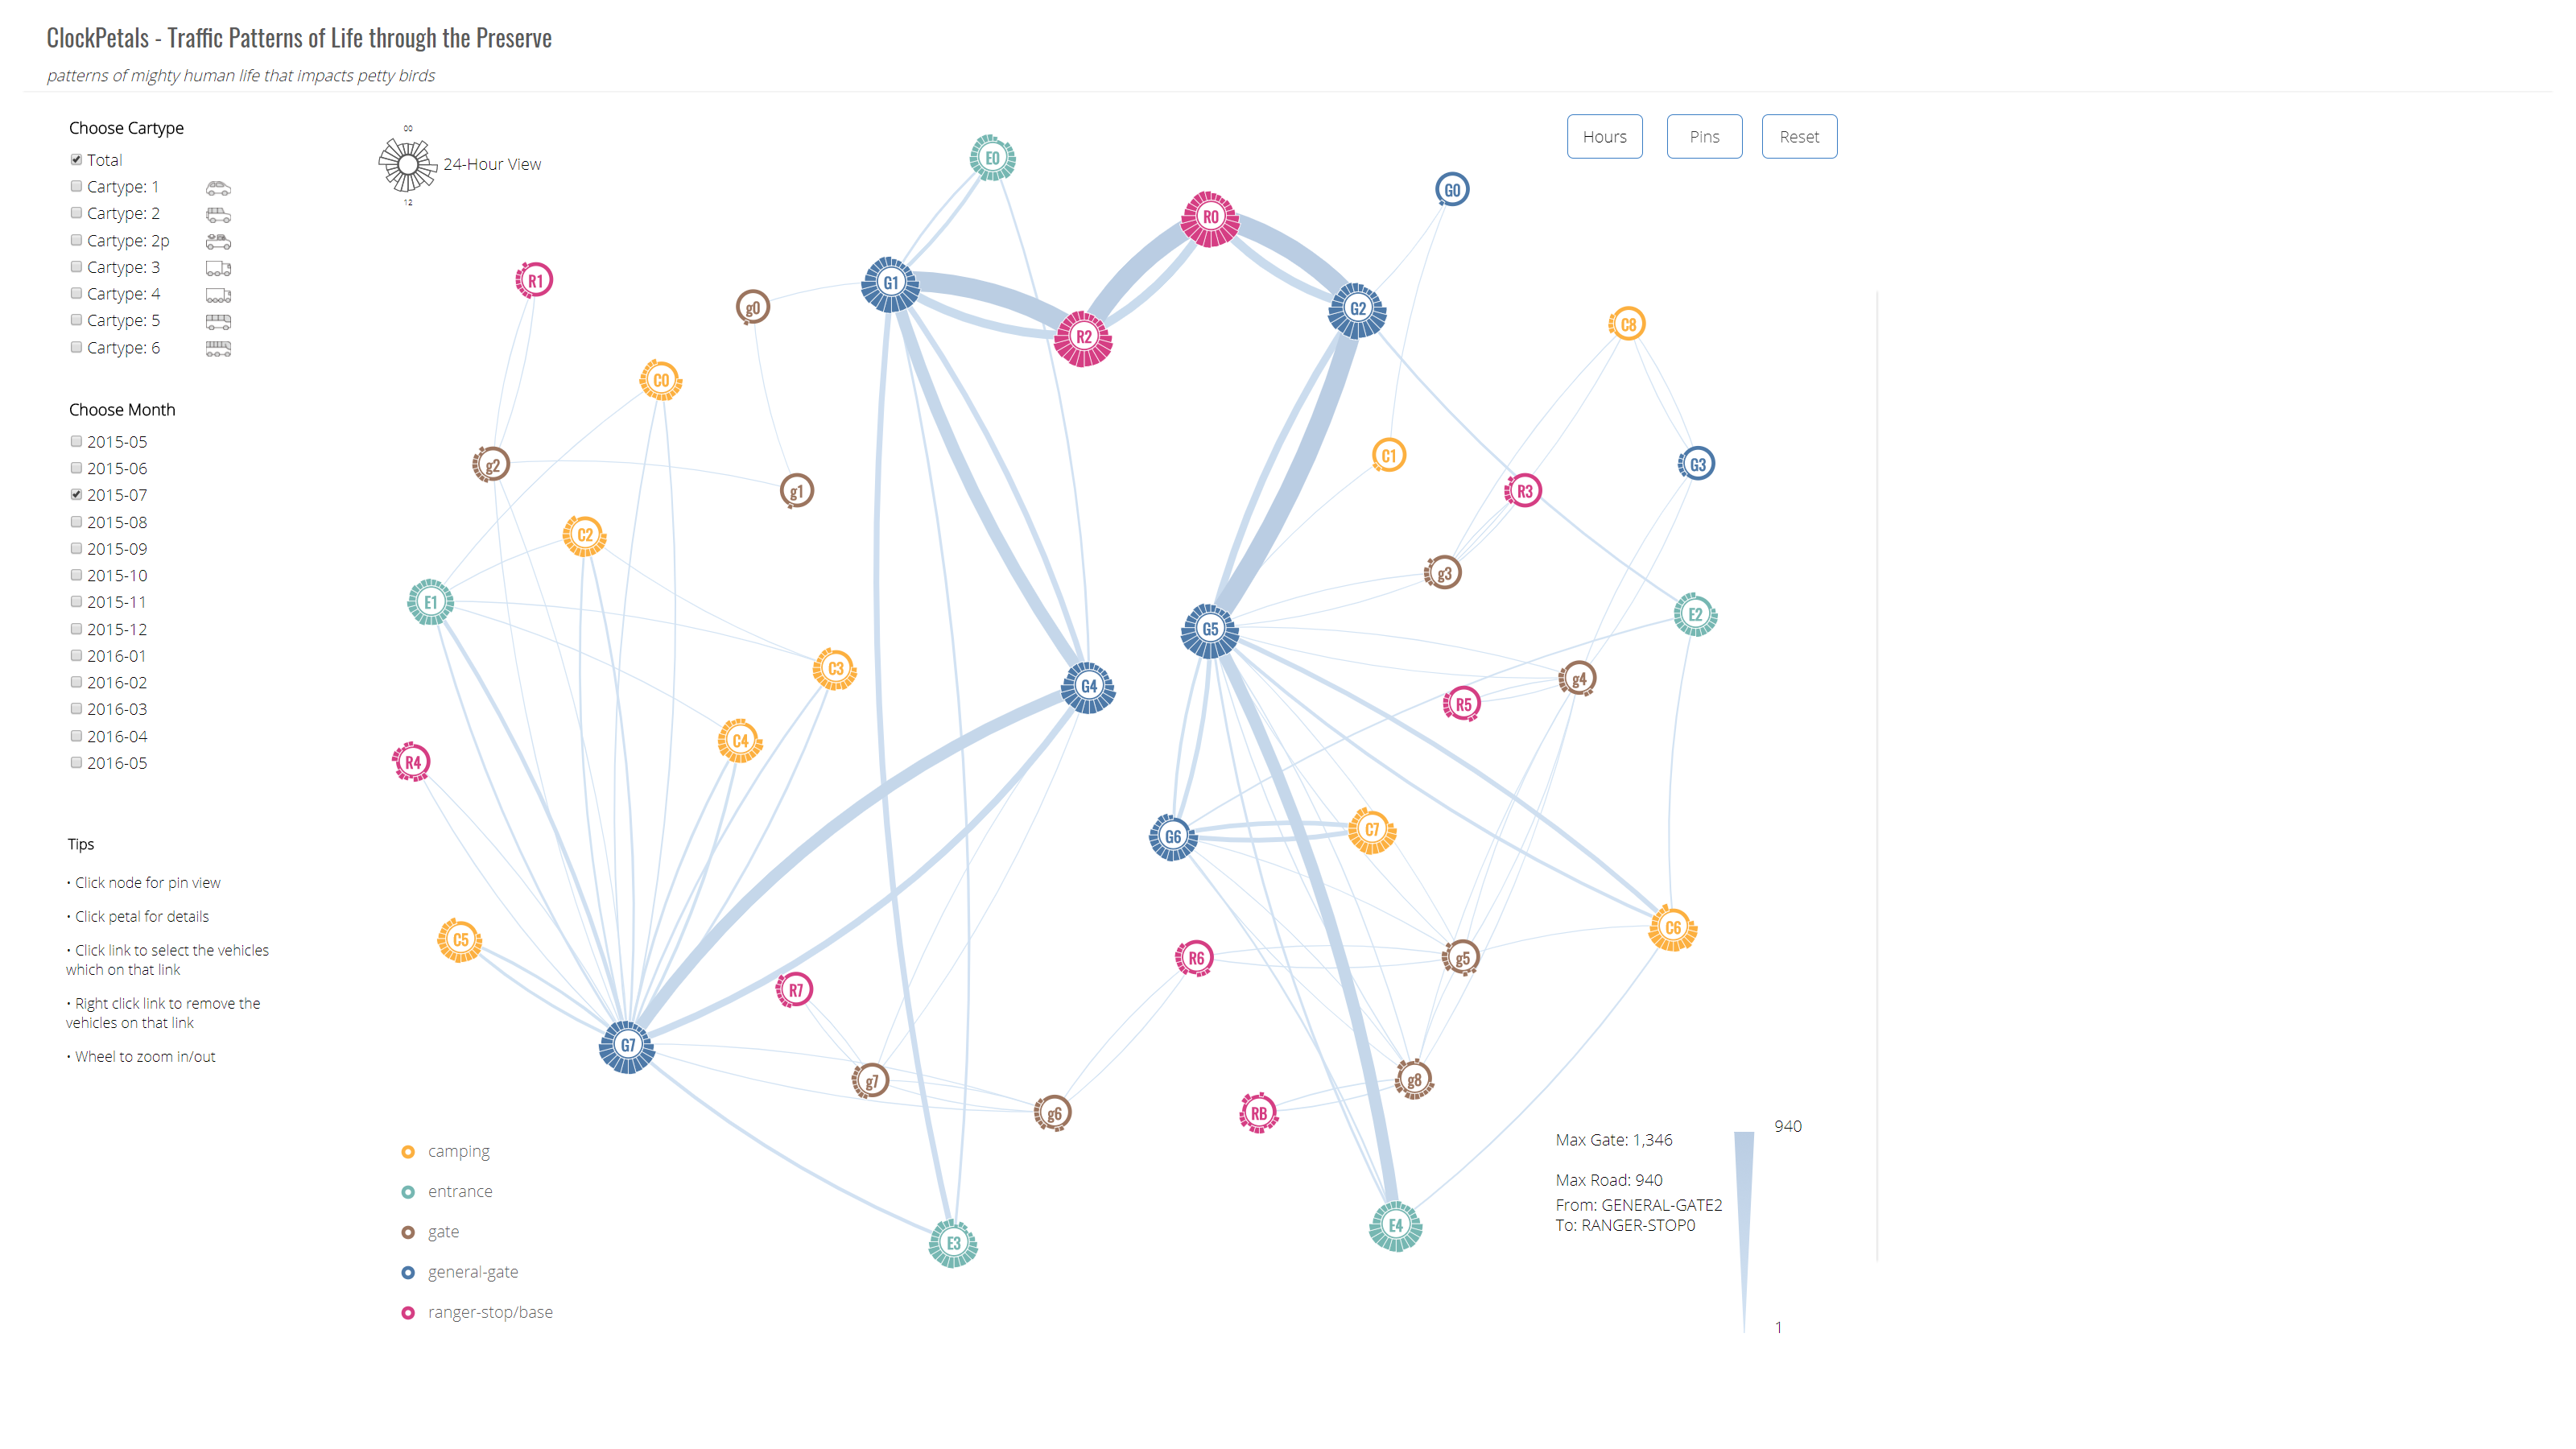 ClockPetals - Traffic Patterns of Life through the Preserve
patterns of mighty human life that impacts petty birds
Choose Cartype
Total
Cartype: 1
Cartype: 2
Cartype: 2p
Cartype: 3
Cartype: 4
Cartype: 5
Cartype: 6
Choose Month
2015-05
2015-06
2015-07
2015-08
2015-09
2015-10
2015-11
2015-12
2016-01
2016-02
2016-03
2016-04
2016-05
Tips
• Click node for pin view
• Click petal for details
• Click link to select the vehicles
which on that link
• Right click link to remove the
vehicles on that link
• Wheel to zoom in/out
00
24-Hour View
12
Hours
Pins
Reset
E0
G0
R0
R1
G1
g0
G2
C8
R2
C0
C1
g2
G3
g1
R3
C2
g3
E1
E2
G5
C3
g4
G4
R5
C4
R4
C7
G6
C6
C5
R6
g5
R7
G7
g7
g8
g6
RB
E4
E3
camping
entrance
gate
general-gate
ranger-stop/base
Max Gate: 1,346
Max Road: 940
From: GENERAL-GATE2
To: RANGER-STOP0
940
1